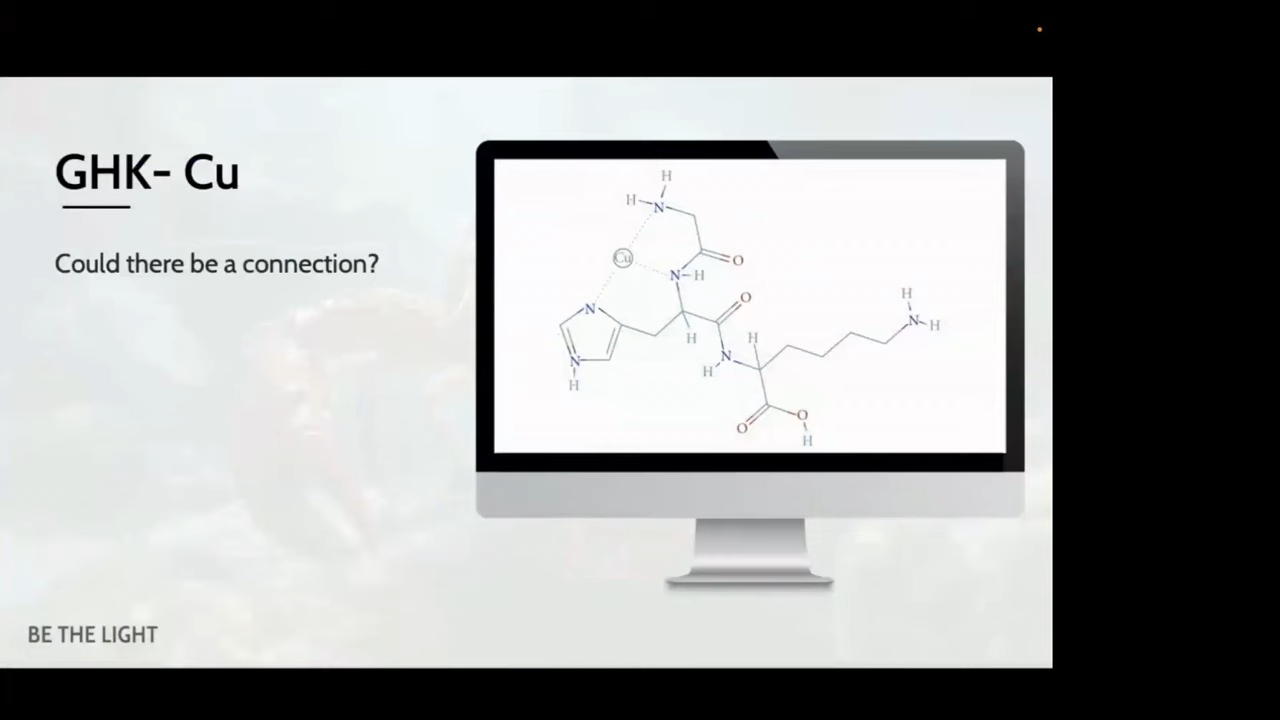 GHK- Cu
Could there be a connection?
H
H N
Cu
O
N H
N
O
H
H
H
N H
N
H
N
H
O
O
H
BE THE LIGHT